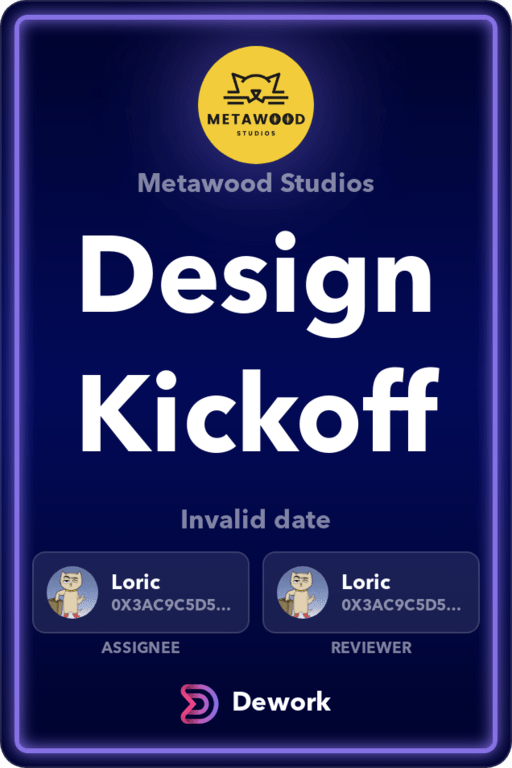 METAWOOD
STUDIOS
Metawood Studios
Design
Kickoff
Invalid date
Loric
0X3AC9C5D5...
ASSIGNEE
Loric
0X3AC9C5D5...
REVIEWER
Dework